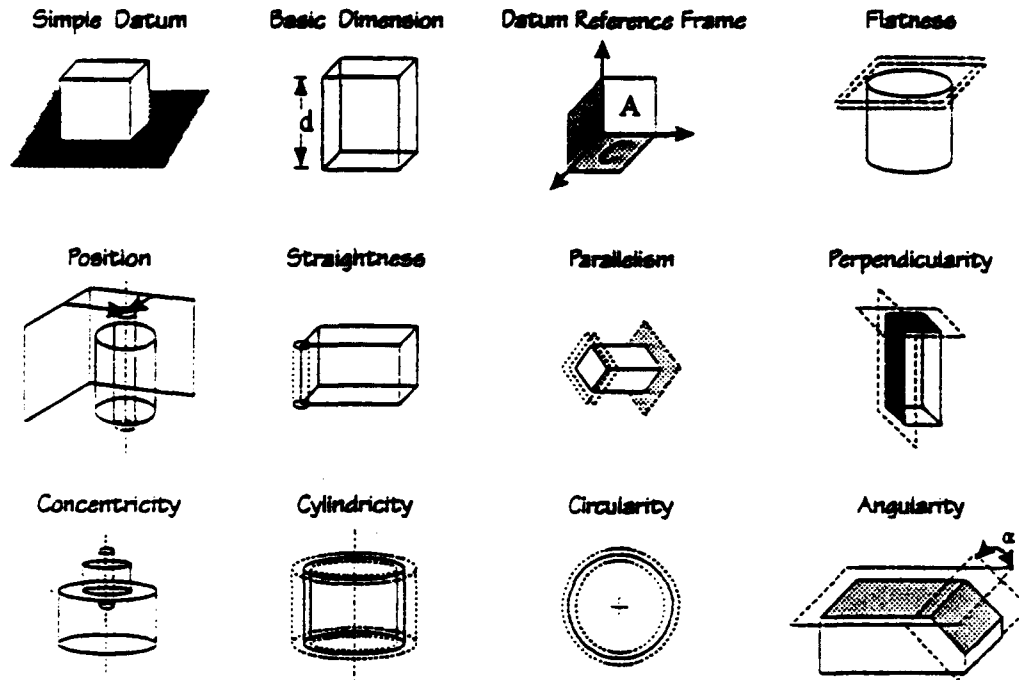 Simple Datum
Basic Dimension
Datum Reference Frame
Flatness
d
A
C
Position
Straightness
Parallelism
Perpendicularity
Concentricity
Cylindricity
Circularity
Angularity
α